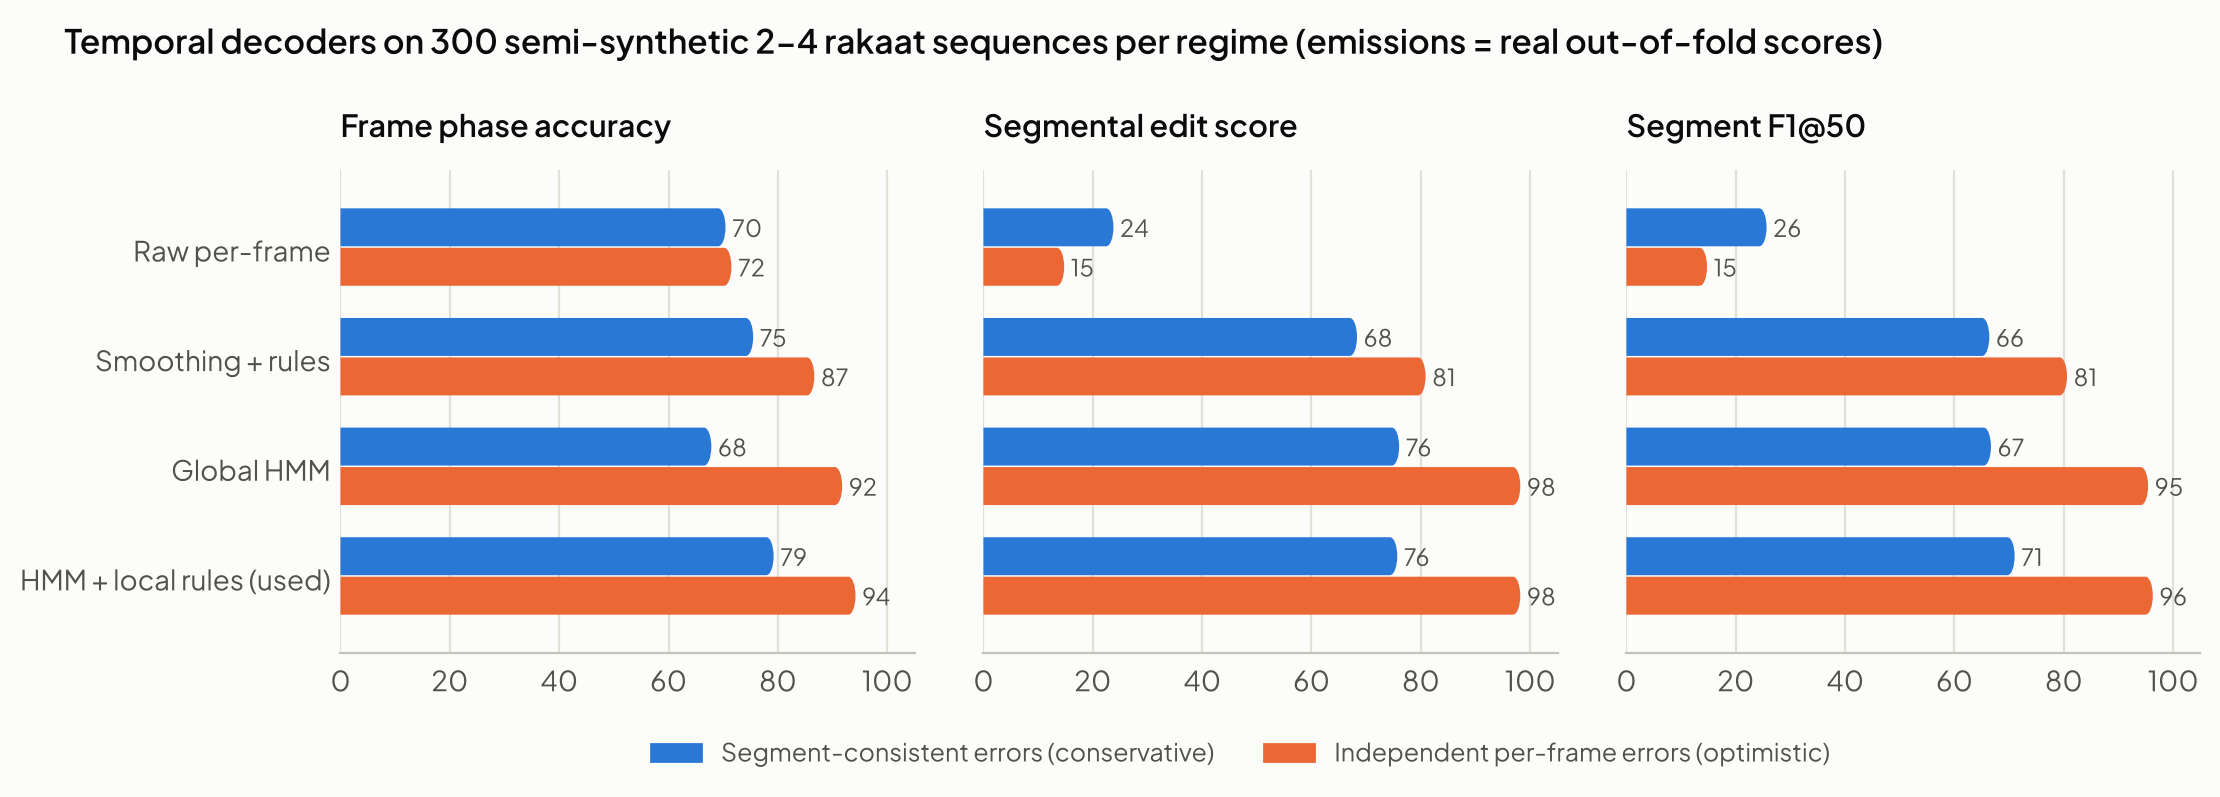 Temporal decoders on 300 semi-synthetic 2–4 rakaat sequences per regime (emissions = real out-of-fold scores)
Frame phase accuracy
Segmental edit score
Segment F1@50
Raw per-frame
70
72
24
15
26
15
Smoothing + rules
75
87
68
81
66
81
Global HMM
68
92
76
98
67
95
HMM + local rules (used)
79
94
76
98
71
96
0 20 40 60 80 100
0 20 40 60 80 100
0 20 40 60 80 100
Segment-consistent errors (conservative)
Independent per-frame errors (optimistic)